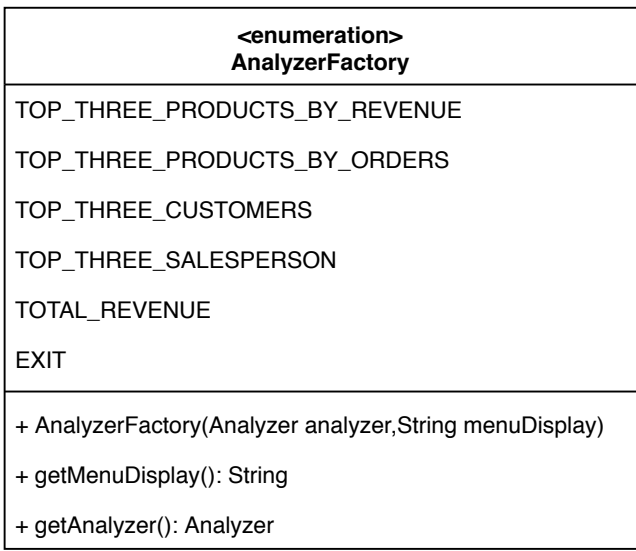 <enumeration>
AnalyzerFactory
TOP_THREE_PRODUCTS_BY_REVENUE
TOP_THREE_PRODUCTS_BY_ORDERS
TOP_THREE_CUSTOMERS
TOP_THREE_SALESPERSON
TOTAL_REVENUE
EXIT
+ AnalyzerFactory(Analyzer analyzer,String menuDisplay)
+ getMenuDisplay(): String
+ getAnalyzer(): Analyzer